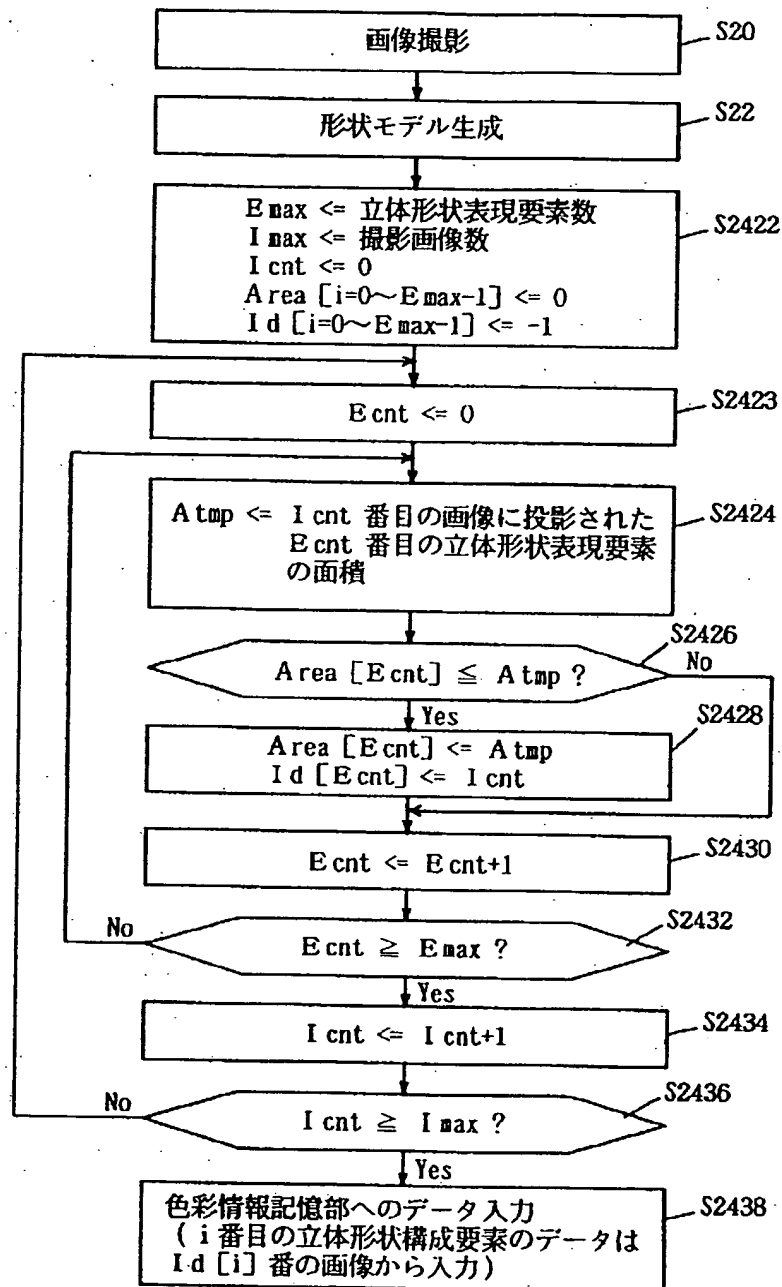 画像撮影
S20
形状モデル生成
S22
Emax <= 立体形状表現要素数
Imax <= 撮影画像数
Icnt <= 0
Area [i=0〜Emax-1] <= 0
Id [i=0〜Emax-1] <= -1
S2422
Ecnt <= 0
S2423
Atmp <= Icnt 番目の画像に投影された
Ecnt 番目の立体形状表現要素
の面積
S2424
Area [Ecnt] ≦ Atmp ?
S2426
No
Yes
Area [Ecnt] <= Atmp
Id [Ecnt] <= Icnt
S2428
Ecnt <= Ecnt+1
S2430
Ecnt ≧ Emax ?
S2432
No
Yes
Icnt <= Icnt+1
S2434
Icnt ≧ Imax ?
S2436
No
Yes
色彩情報記憶部へのデータ入力
( i 番目の立体形状構成要素のデータは
Id [i] 番の画像から入力)
S2438